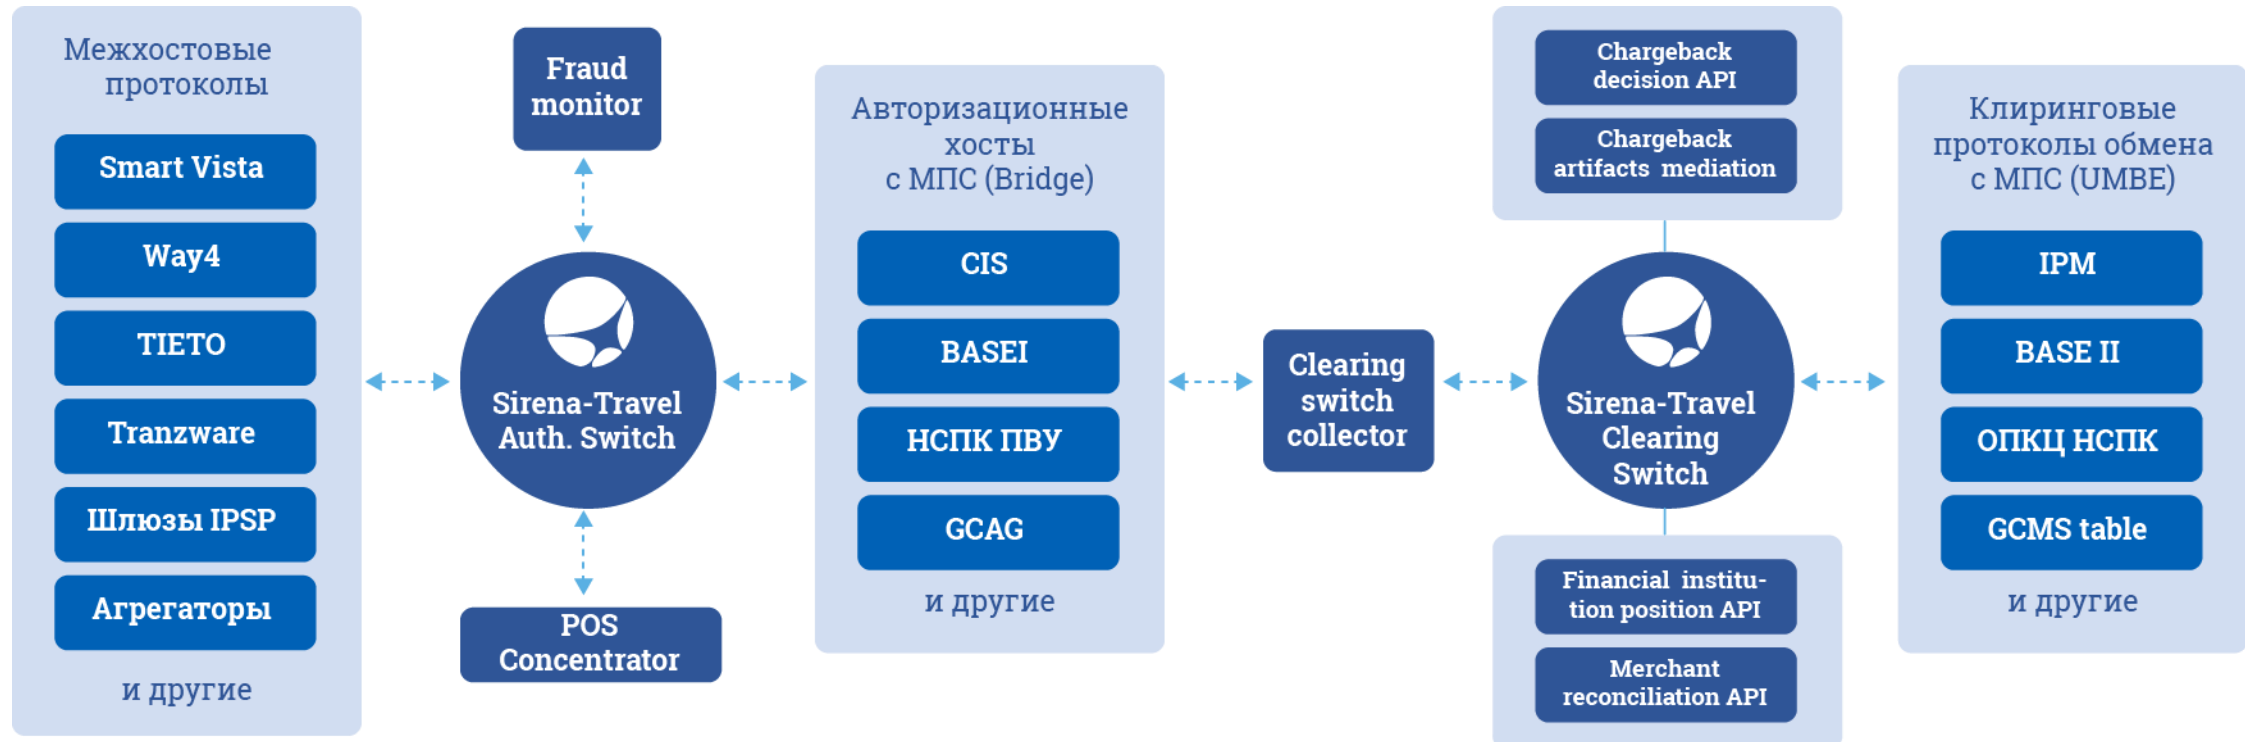 Межхостовые
протоколы
Smart Vista
Way4
TIETO
Tranzware
Шлюзы IPSP
Агрегаторы
и другие
Fraud
monitor
Sirena-Travel
Auth. Switch
POS
Concentrator
Авторизационные
хосты
с МПС (Bridge)
CIS
BASEI
НСПК ПВУ
GCAG
и другие
Clearing
switch
collector
Chargeback
decision API
Chargeback
artifacts mediation
Sirena-Travel
Clearing
Switch
Financial institu-
tion position API
Merchant
reconciliation API
Клиринговые
протоколы обмена
с МПС (UMBE)
IPM
BASE II
ОПКЦ НСПК
GCMS table
и другие